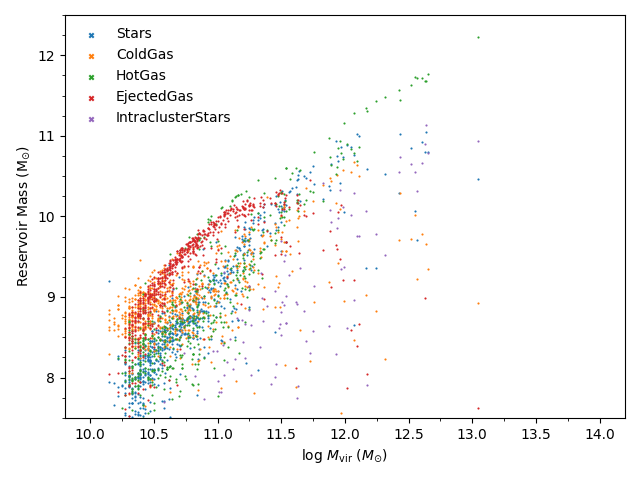 Stars
ColdGas
HotGas
EjectedGas
IntraclusterStars
Reservoir Mass (M⊙)
12
11
10
9
8
10.0 10.5 11.0 11.5 12.0 12.5 13.0 13.5 14.0
log Mvir (M⊙)